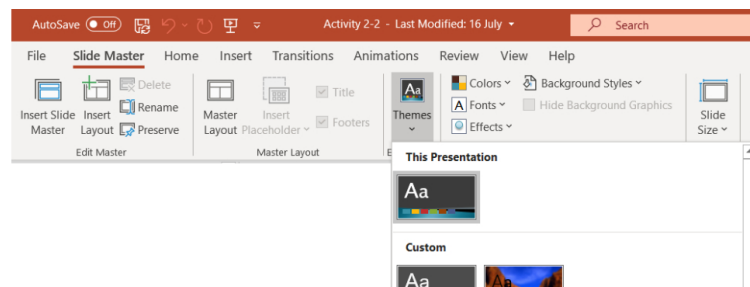 AutoSave Off Activity 2-2 - Last Modified: 16 July Search
File Slide Master Home Insert Transitions Animations Review View Help
Insert Slide Master
Insert Layout
Delete
Rename
Preserve
Edit Master
Master Layout
Insert Placeholder
Title
Footers
Master Layout
Aa
Themes
E
Colors
A Fonts
Effects
Background Styles
Hide Background Graphics
Slide Size
This Presentation
Aa
Custom
Aa Aa